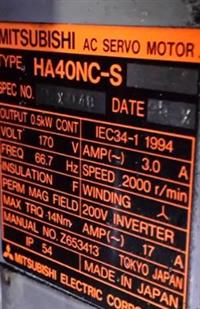 MITSUBISHI AC SERVO MOTOR
TYPE HA40NC-S
SPEC NO. DATE
OUTPUT 0.5kW CONT IEC34-1 1994
VOLT 170 V AMP(~) 3.0 A
FREQ 66.7 Hz SPEED 2000 r/min
INSULATION F WINDING
PERM MAG FIELD 200V INVERTER
MAX TRQ 14Nm AMP(~) 17 A
MANUAL NO. Z653413 TOKYO JAPAN
IP 54 MADE IN JAPAN
MITSUBISHI ELECTRIC CORPO